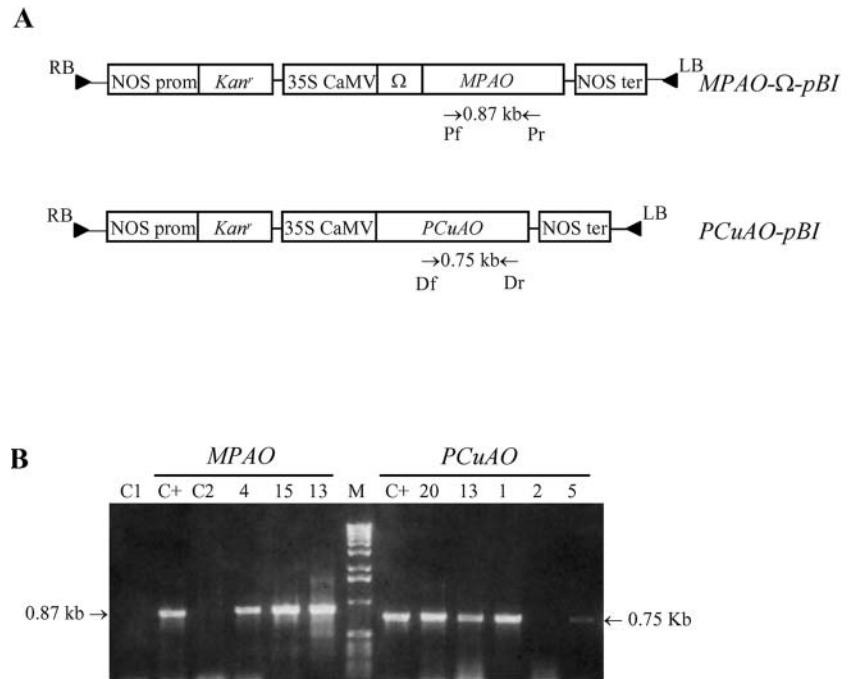 A
RB NOS prom Kanʳ 35S CaMV Ω MPAO NOS ter LB MPAO-Ω-pBI
→0.87 kb←
Pf Pr
RB NOS prom Kanʳ 35S CaMV PCuAO NOS ter LB PCuAO-pBI
→0.75 kb←
Df Dr
B
MPAO PCuAO
C1 C+ C2 4 15 13 M C+ 20 13 1 2 5
0.87 kb → ← 0.75 Kb